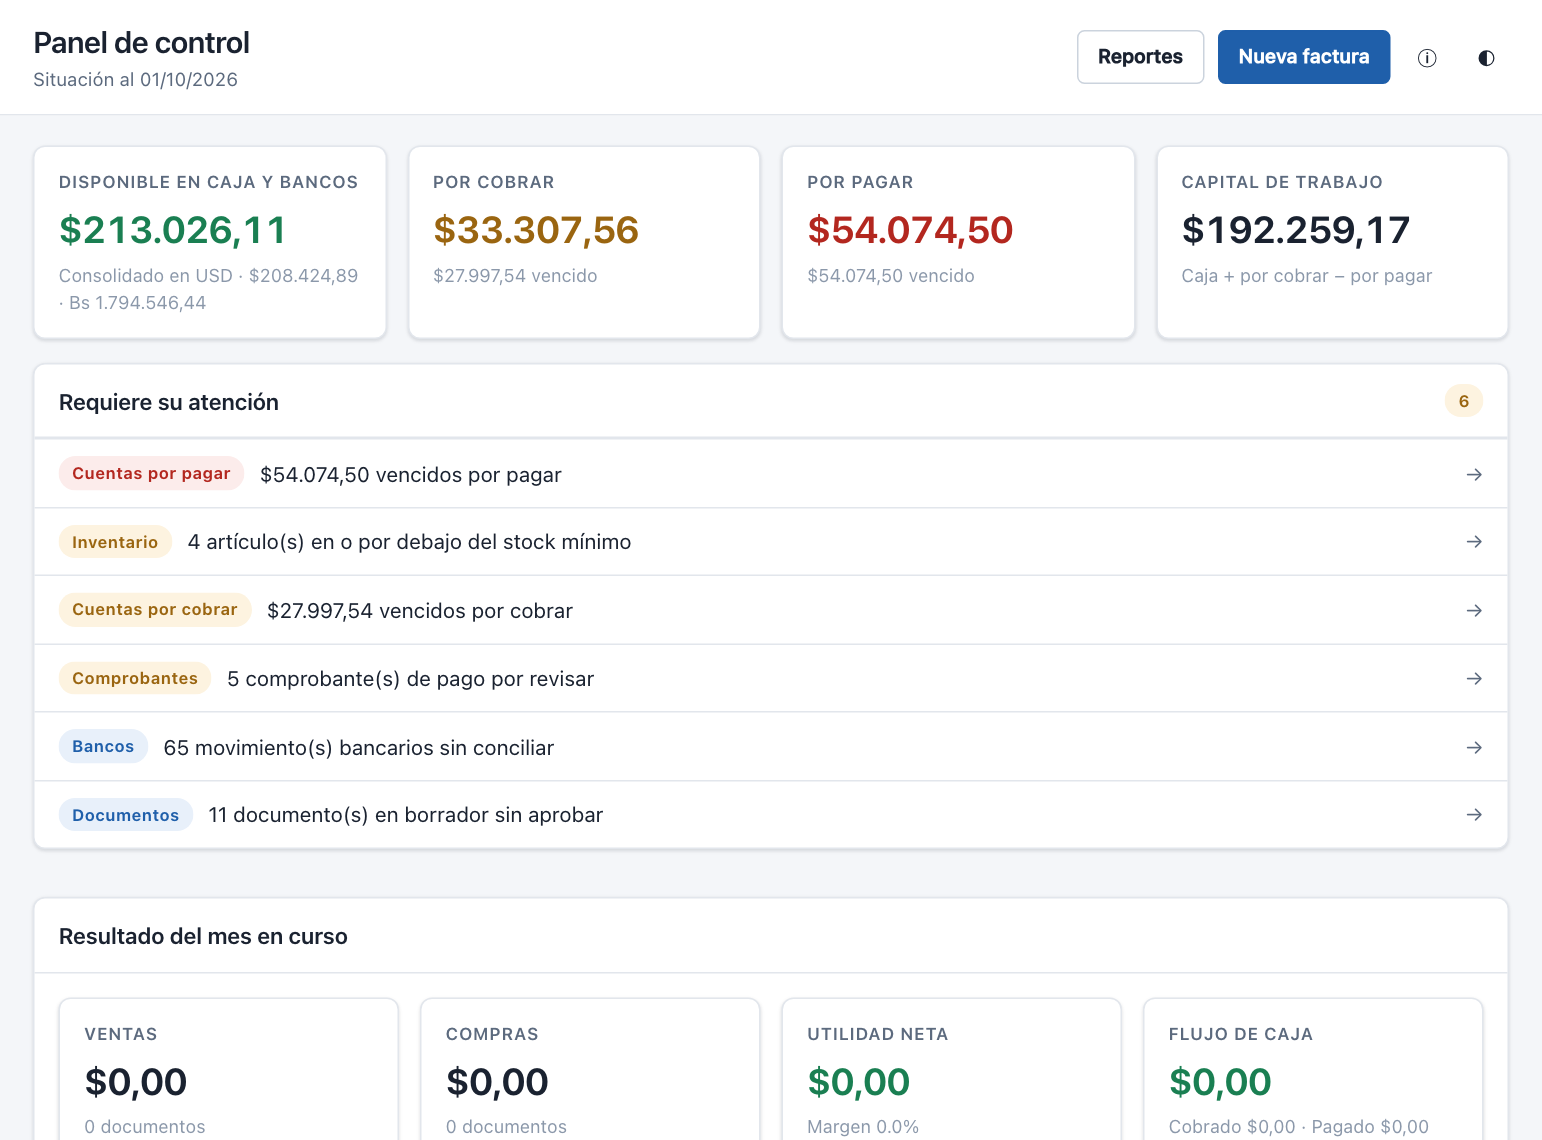 Panel de control
Situación al 01/10/2026
Reportes
Nueva factura
DISPONIBLE EN CAJA Y BANCOS
$213.026,11
Consolidado en USD · $208.424,89
· Bs 1.794.546,44
POR COBRAR
$33.307,56
$27.997,54 vencido
POR PAGAR
$54.074,50
$54.074,50 vencido
CAPITAL DE TRABAJO
$192.259,17
Caja + por cobrar − por pagar
Requiere su atención
6
Cuentas por pagar $54.074,50 vencidos por pagar
Inventario 4 artículo(s) en o por debajo del stock mínimo
Cuentas por cobrar $27.997,54 vencidos por cobrar
Comprobantes 5 comprobante(s) de pago por revisar
Bancos 65 movimiento(s) bancarios sin conciliar
Documentos 11 documento(s) en borrador sin aprobar
Resultado del mes en curso
VENTAS
$0,00
0 documentos
COMPRAS
$0,00
0 documentos
UTILIDAD NETA
$0,00
Margen 0.0%
FLUJO DE CAJA
$0,00
Cobrado $0,00 · Pagado $0,00